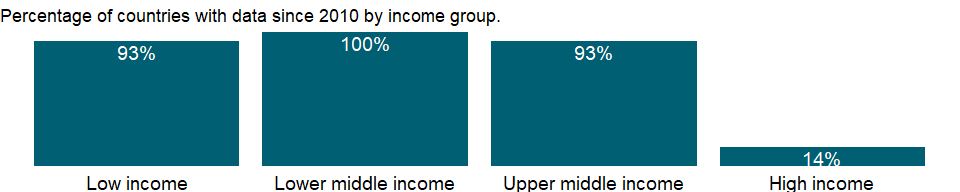 Percentage of countries with data since 2010 by income group.
93%
100%
93%
14%
Low income
Lower middle income
Upper middle income
High income